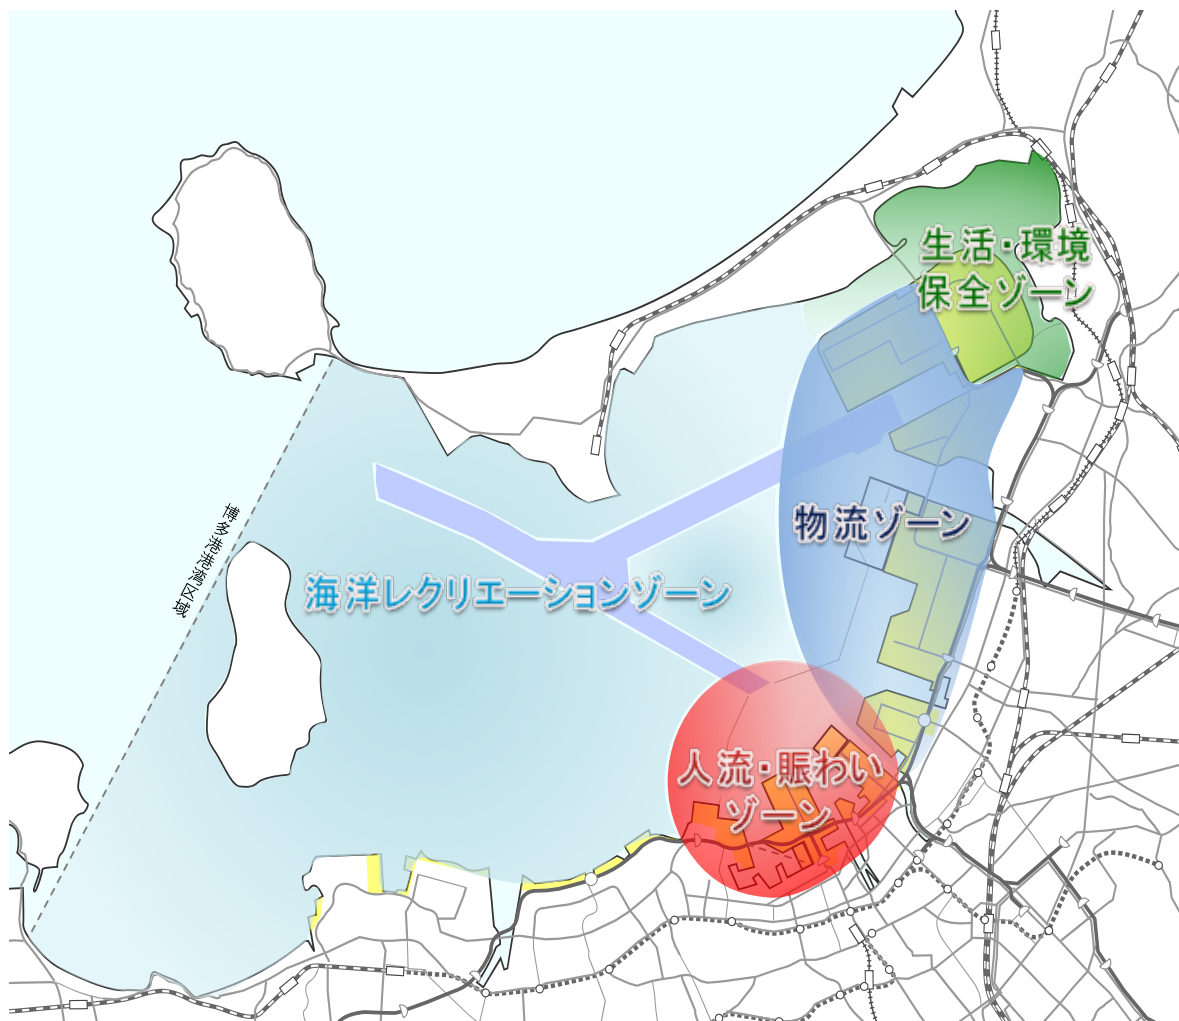 生活・環境
保全ゾーン
物流ゾーン
博多港港湾区域
海洋レクリエーションゾーン
人流・賑わい
ゾーン